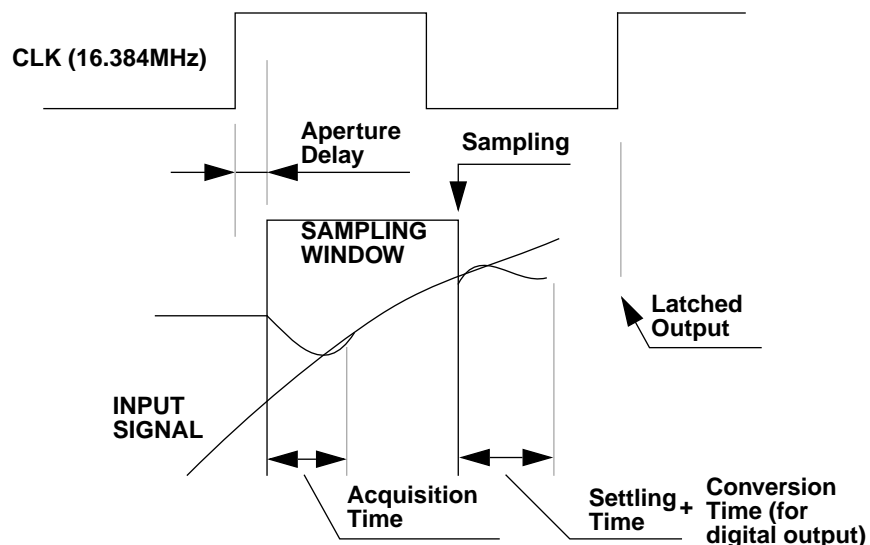 CLK (16.384MHz)
Aperture
Delay
Sampling
SAMPLING
WINDOW
Latched
Output
INPUT
SIGNAL
Acquisition
Time
Settling
Time
+
Conversion
Time (for
digital output)